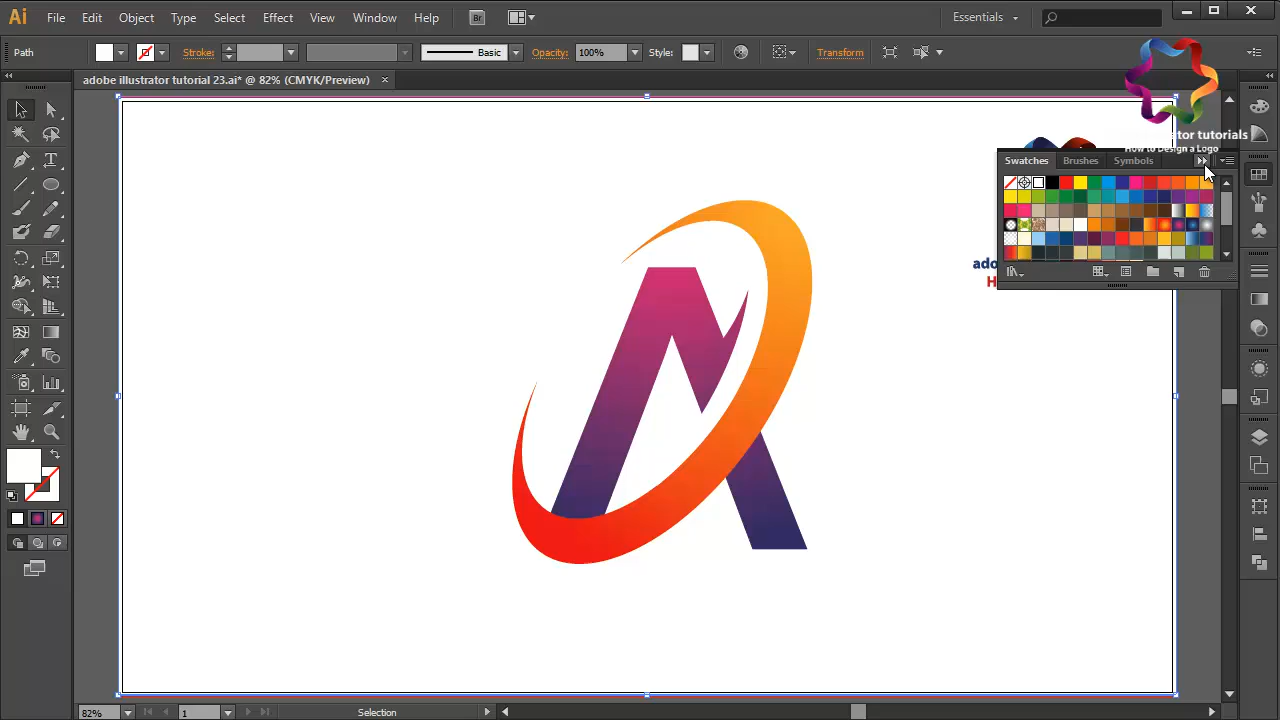 Ai File Edit Object Type Select Effect View Window Help Br Essentials
Path Stroke: Basic Opacity: 100% Style: Transform
adobe illustrator tutorial 23.ai* @ 82% (CMYK/Preview) ×
ator tutorials
How to Design a Logo
Swatches Brushes Symbols
ado
H
82% 1 Selection